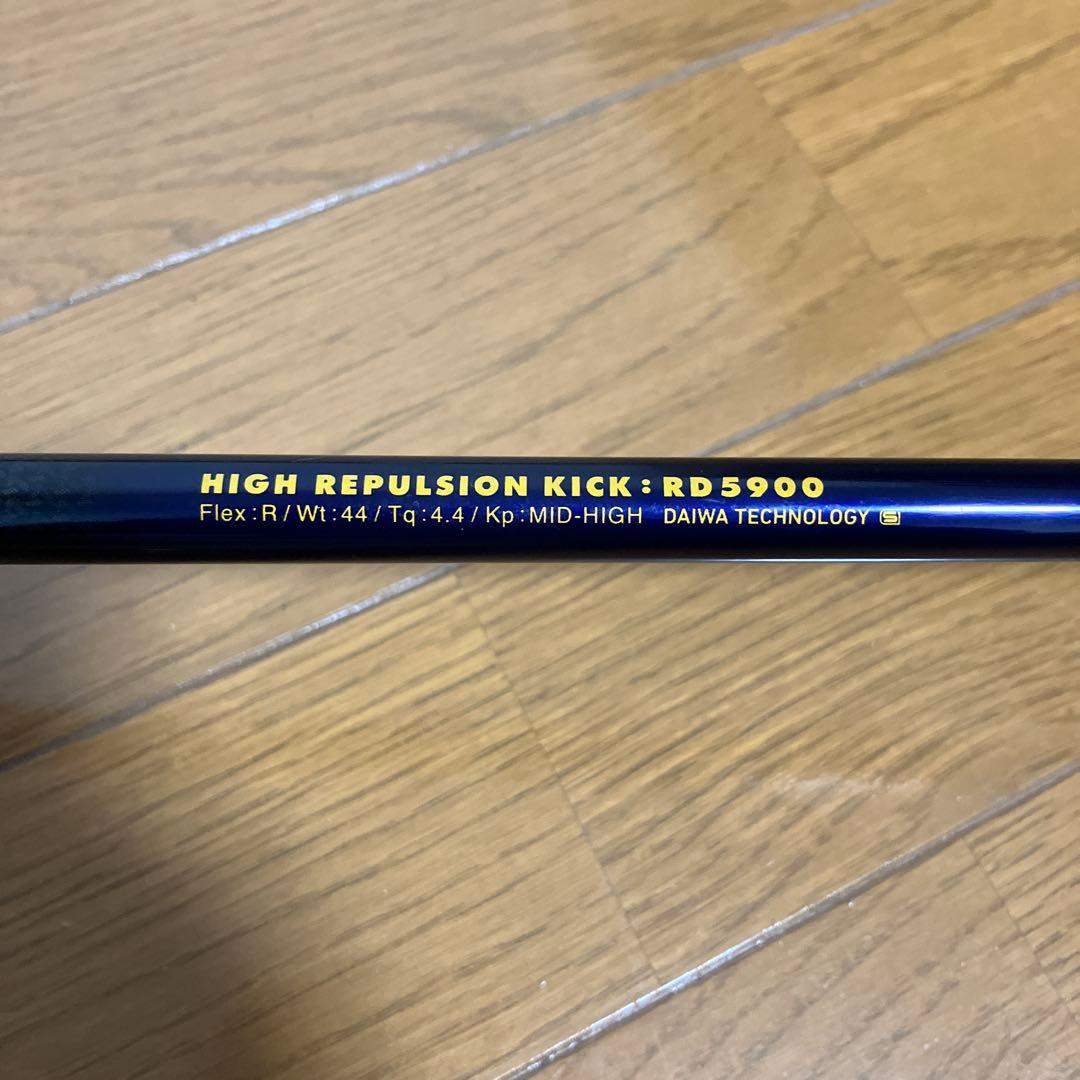 HIGH REPULSION KICK : RD5900
Flex : R / Wt : 44 / Tq : 4.4 / Kp : MID-HIGH DAIWA TECHNOLOGY S